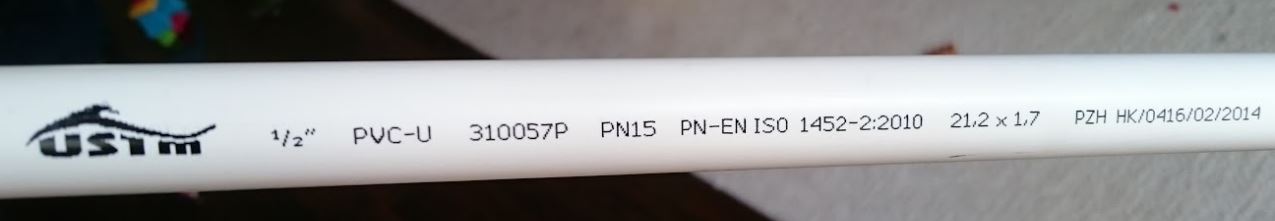 USTM 1/2" PVC-U 310057P PN15 PN-EN ISO 1452-2:2010 21,2 x 1,7 PZH HK/0416/02/2014